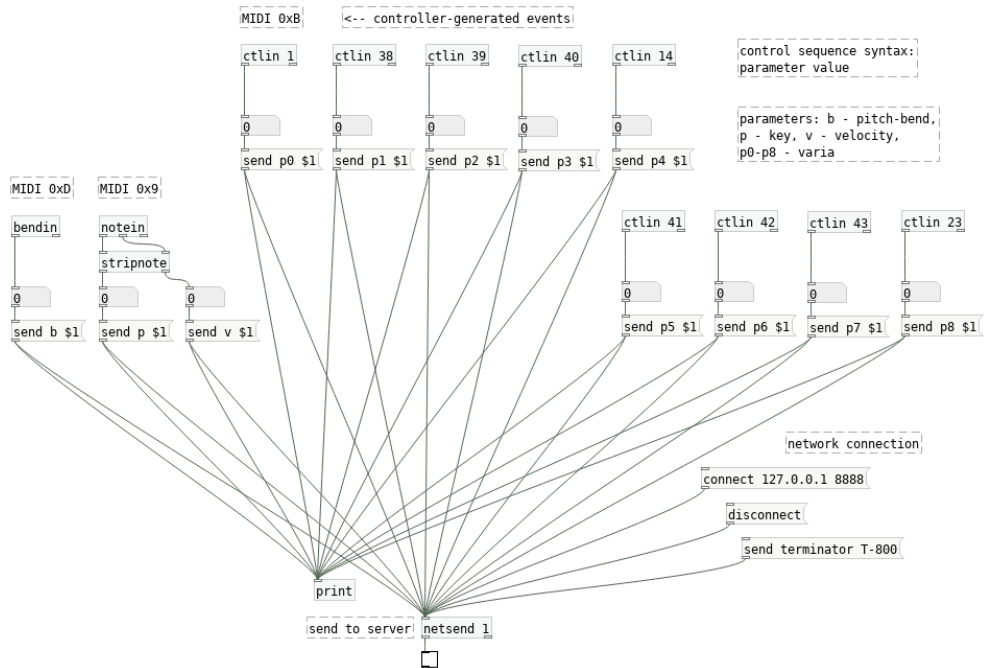 MIDI 0xB
<-- controller-generated events
ctlin 1
ctlin 38
ctlin 39
ctlin 40
ctlin 14
control sequence syntax:
parameter value
0
0
0
0
0
parameters: b - pitch-bend,
p - key, v - velocity,
p0-p8 - varia
send p0 $1
send p1 $1
send p2 $1
send p3 $1
send p4 $1
MIDI 0xD
MIDI 0x9
bendin
notein
ctlin 41
ctlin 42
ctlin 43
ctlin 23
stripnote
0
0
0
0
0
0
0
send b $1
send p $1
send v $1
send p5 $1
send p6 $1
send p7 $1
send p8 $1
network connection
connect 127.0.0.1 8888
disconnect
send terminator T-800
print
send to server
netsend 1